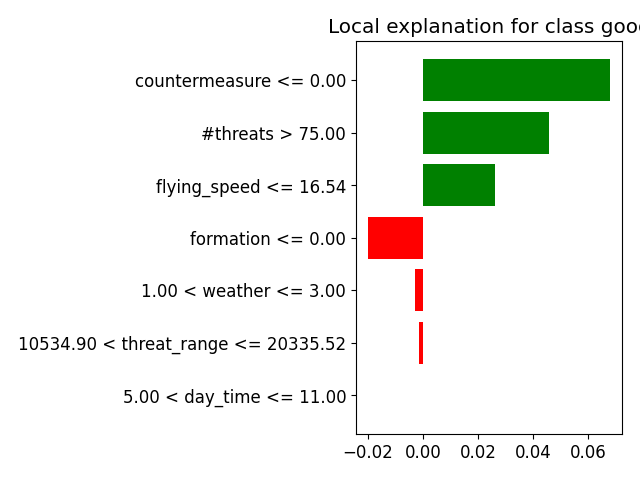 Local explanation for class good
countermeasure <= 0.00
#threats > 75.00
flying_speed <= 16.54
formation <= 0.00
1.00 < weather <= 3.00
10534.90 < threat_range <= 20335.52
5.00 < day_time <= 11.00
−0.02 0.00 0.02 0.04 0.06